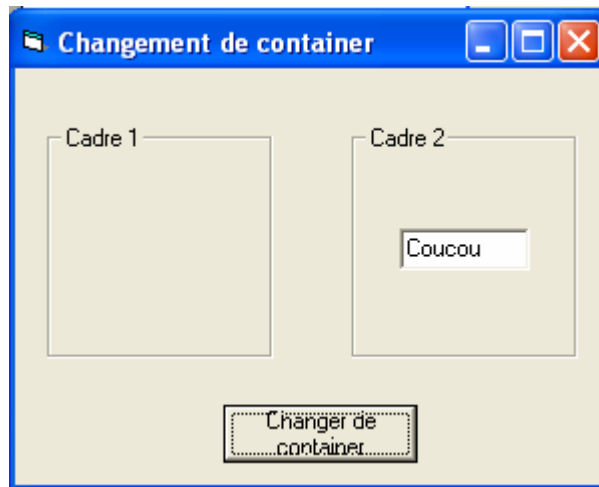 Changement de container
Cadre 1
Cadre 2
Coucou
Changer de
container